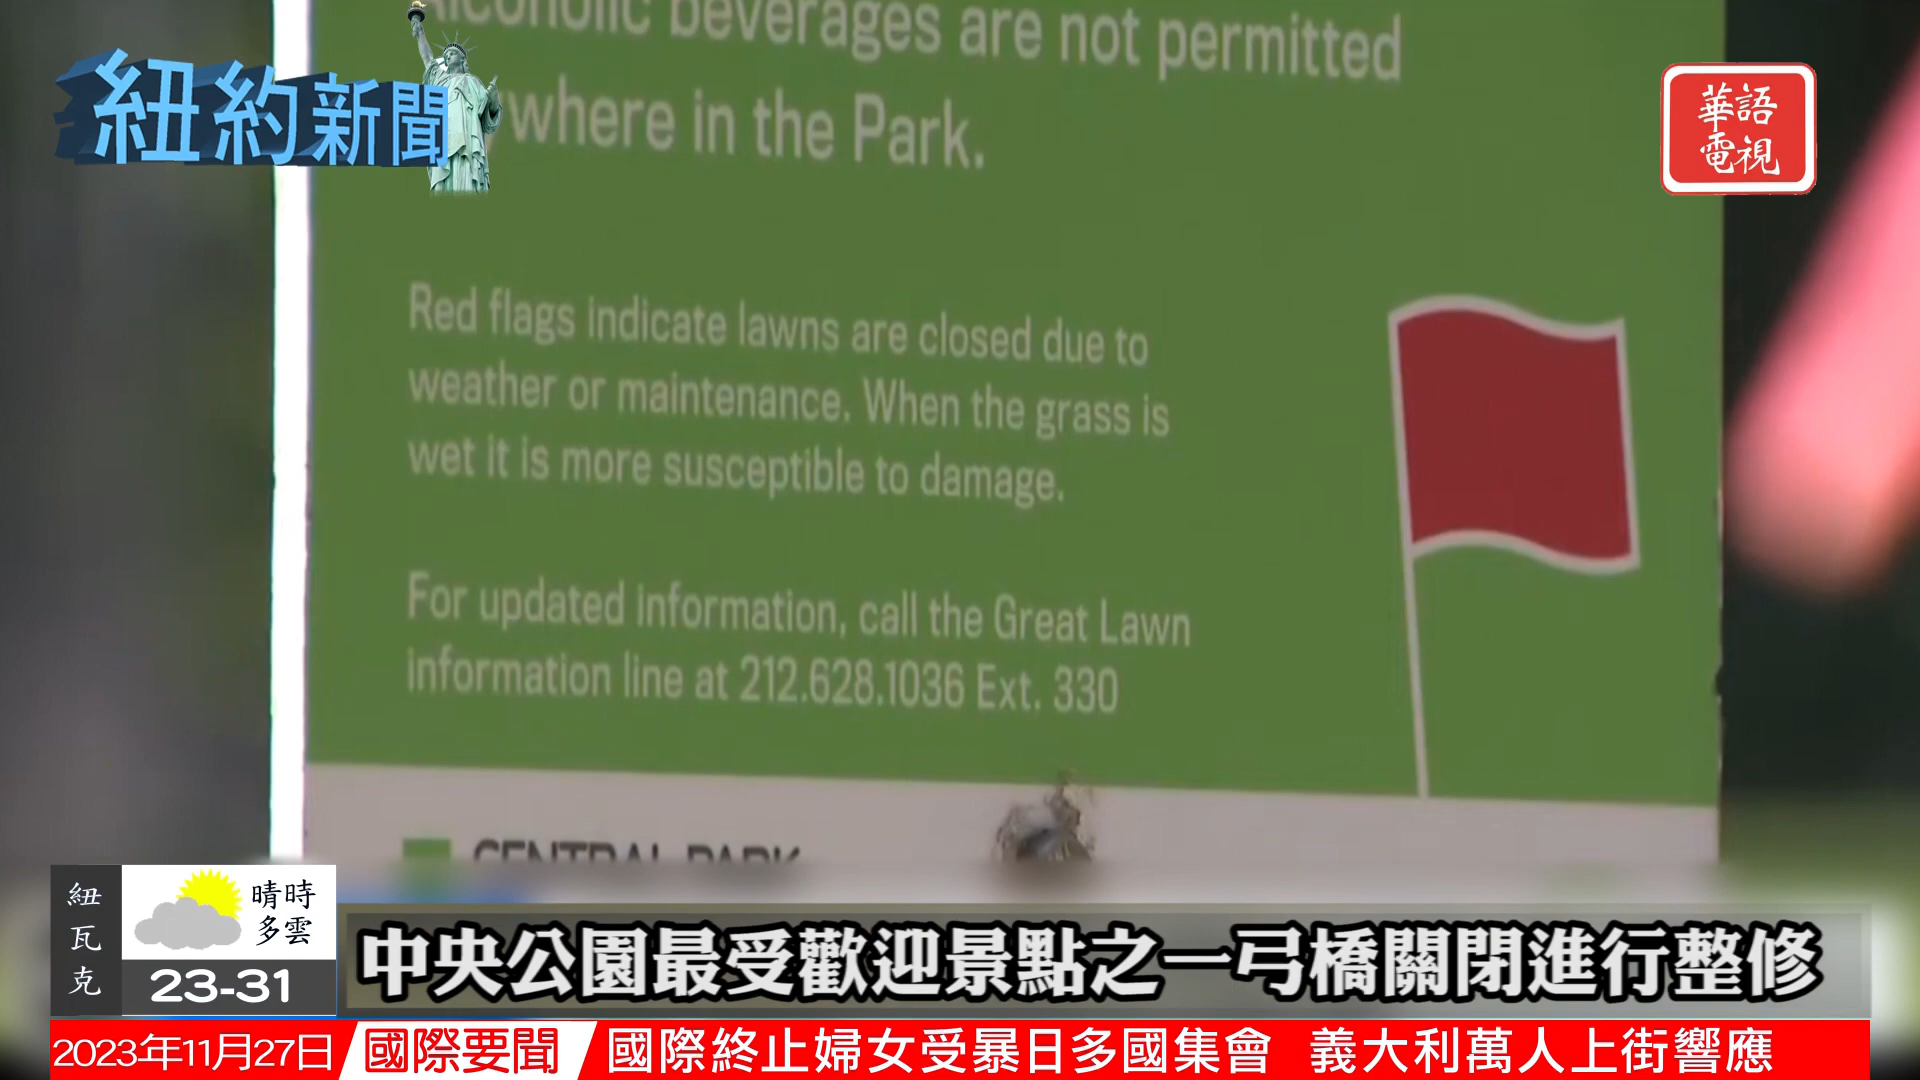 Alcoholic beverages are not permitted
where in the Park.
紐約新聞
華語
電視
Red flags indicate lawns are closed due to
weather or maintenance. When the grass is
wet it is more susceptible to damage.
For updated information, call the Great Lawn
information line at 212.628.1036 Ext. 330
CENTRAL PARK
紐瓦克
晴時
多雲
23-31
中央公園最受歡迎景點之一弓橋關閉進行整修
2023年11月27日 國際要聞 國際終止婦女受暴日多國集會 義大利萬人上街響應